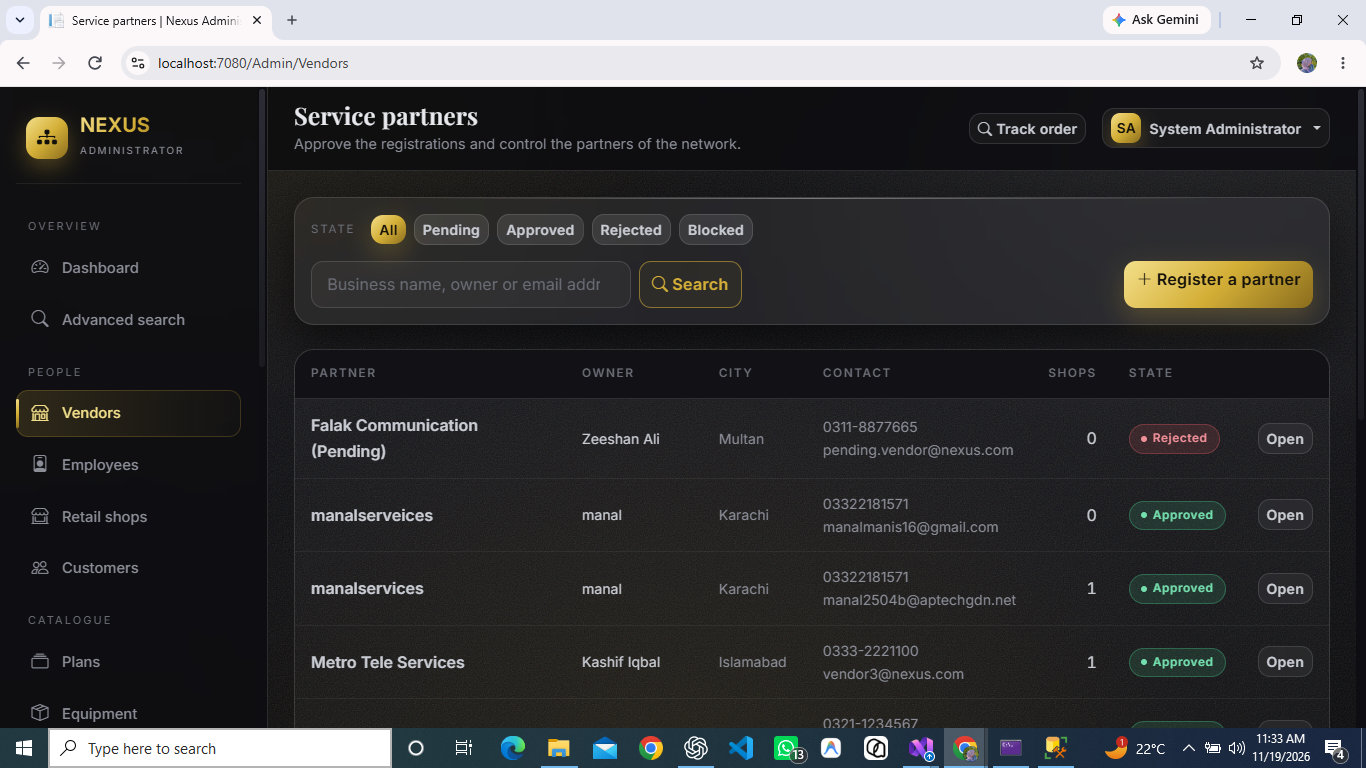 Service partners | Nexus Admini
Ask Gemini
localhost:7080/Admin/Vendors
NEXUS
ADMINISTRATOR
Service partners
Approve the registrations and control the partners of the network.
Track order
SA System Administrator
OVERVIEW
Dashboard
Advanced search
PEOPLE
Vendors
Employees
Retail shops
Customers
CATALOGUE
Plans
Equipment
STATE All Pending Approved Rejected Blocked
Business name, owner or email addr
Search
+ Register a partner
PARTNER OWNER CITY CONTACT SHOPS STATE
Falak Communication
(Pending)
Zeeshan Ali Multan
0311-8877665
pending.vendor@nexus.com
0 Rejected Open
manalserveices manal Karachi
03322181571
manalmanis16@gmail.com
0 Approved Open
manalservices manal Karachi
03322181571
manal2504b@aptechgdn.net
1 Approved Open
Metro Tele Services Kashif Iqbal Islamabad
0333-2221100
vendor3@nexus.com
1 Approved Open
0321-1234567
Type here to search
13
1
22°C
11:33 AM
11/19/2026
4